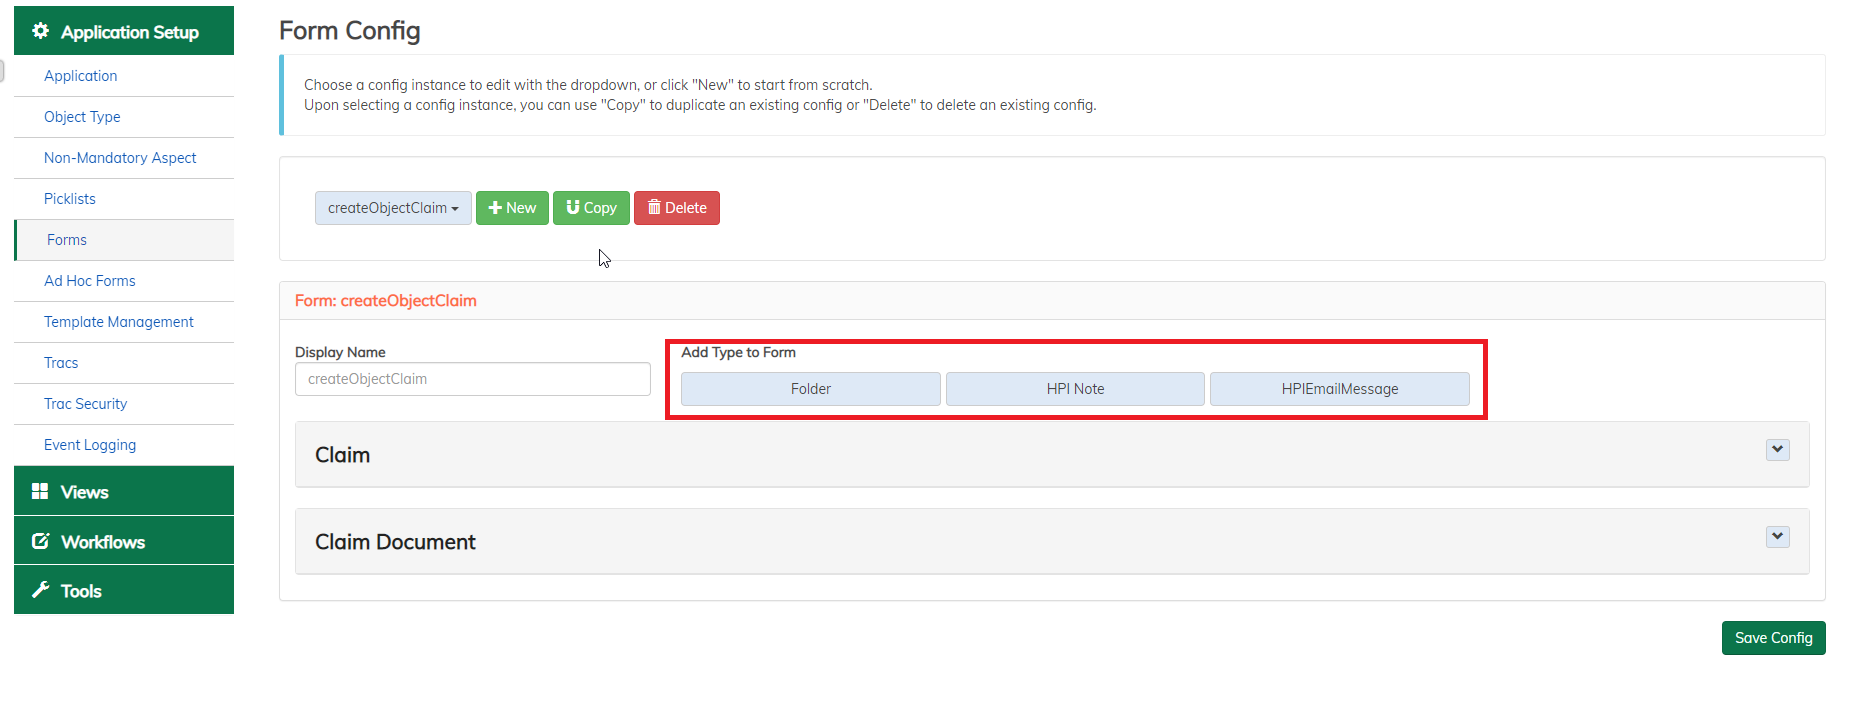 Application Setup
Application
Object Type
Non-Mandatory Aspect
Picklists
Forms
Ad Hoc Forms
Template Management
Tracs
Trac Security
Event Logging
Views
Workflows
Tools
Form Config
Choose a config instance to edit with the dropdown, or click "New" to start from scratch.
Upon selecting a config instance, you can use "Copy" to duplicate an existing config or "Delete" to delete an existing config.
createObjectClaim New Copy Delete
Form: createObjectClaim
Display Name
createObjectClaim
Add Type to Form
Folder HPI Note HPIEmailMessage
Claim
Claim Document
Save Config